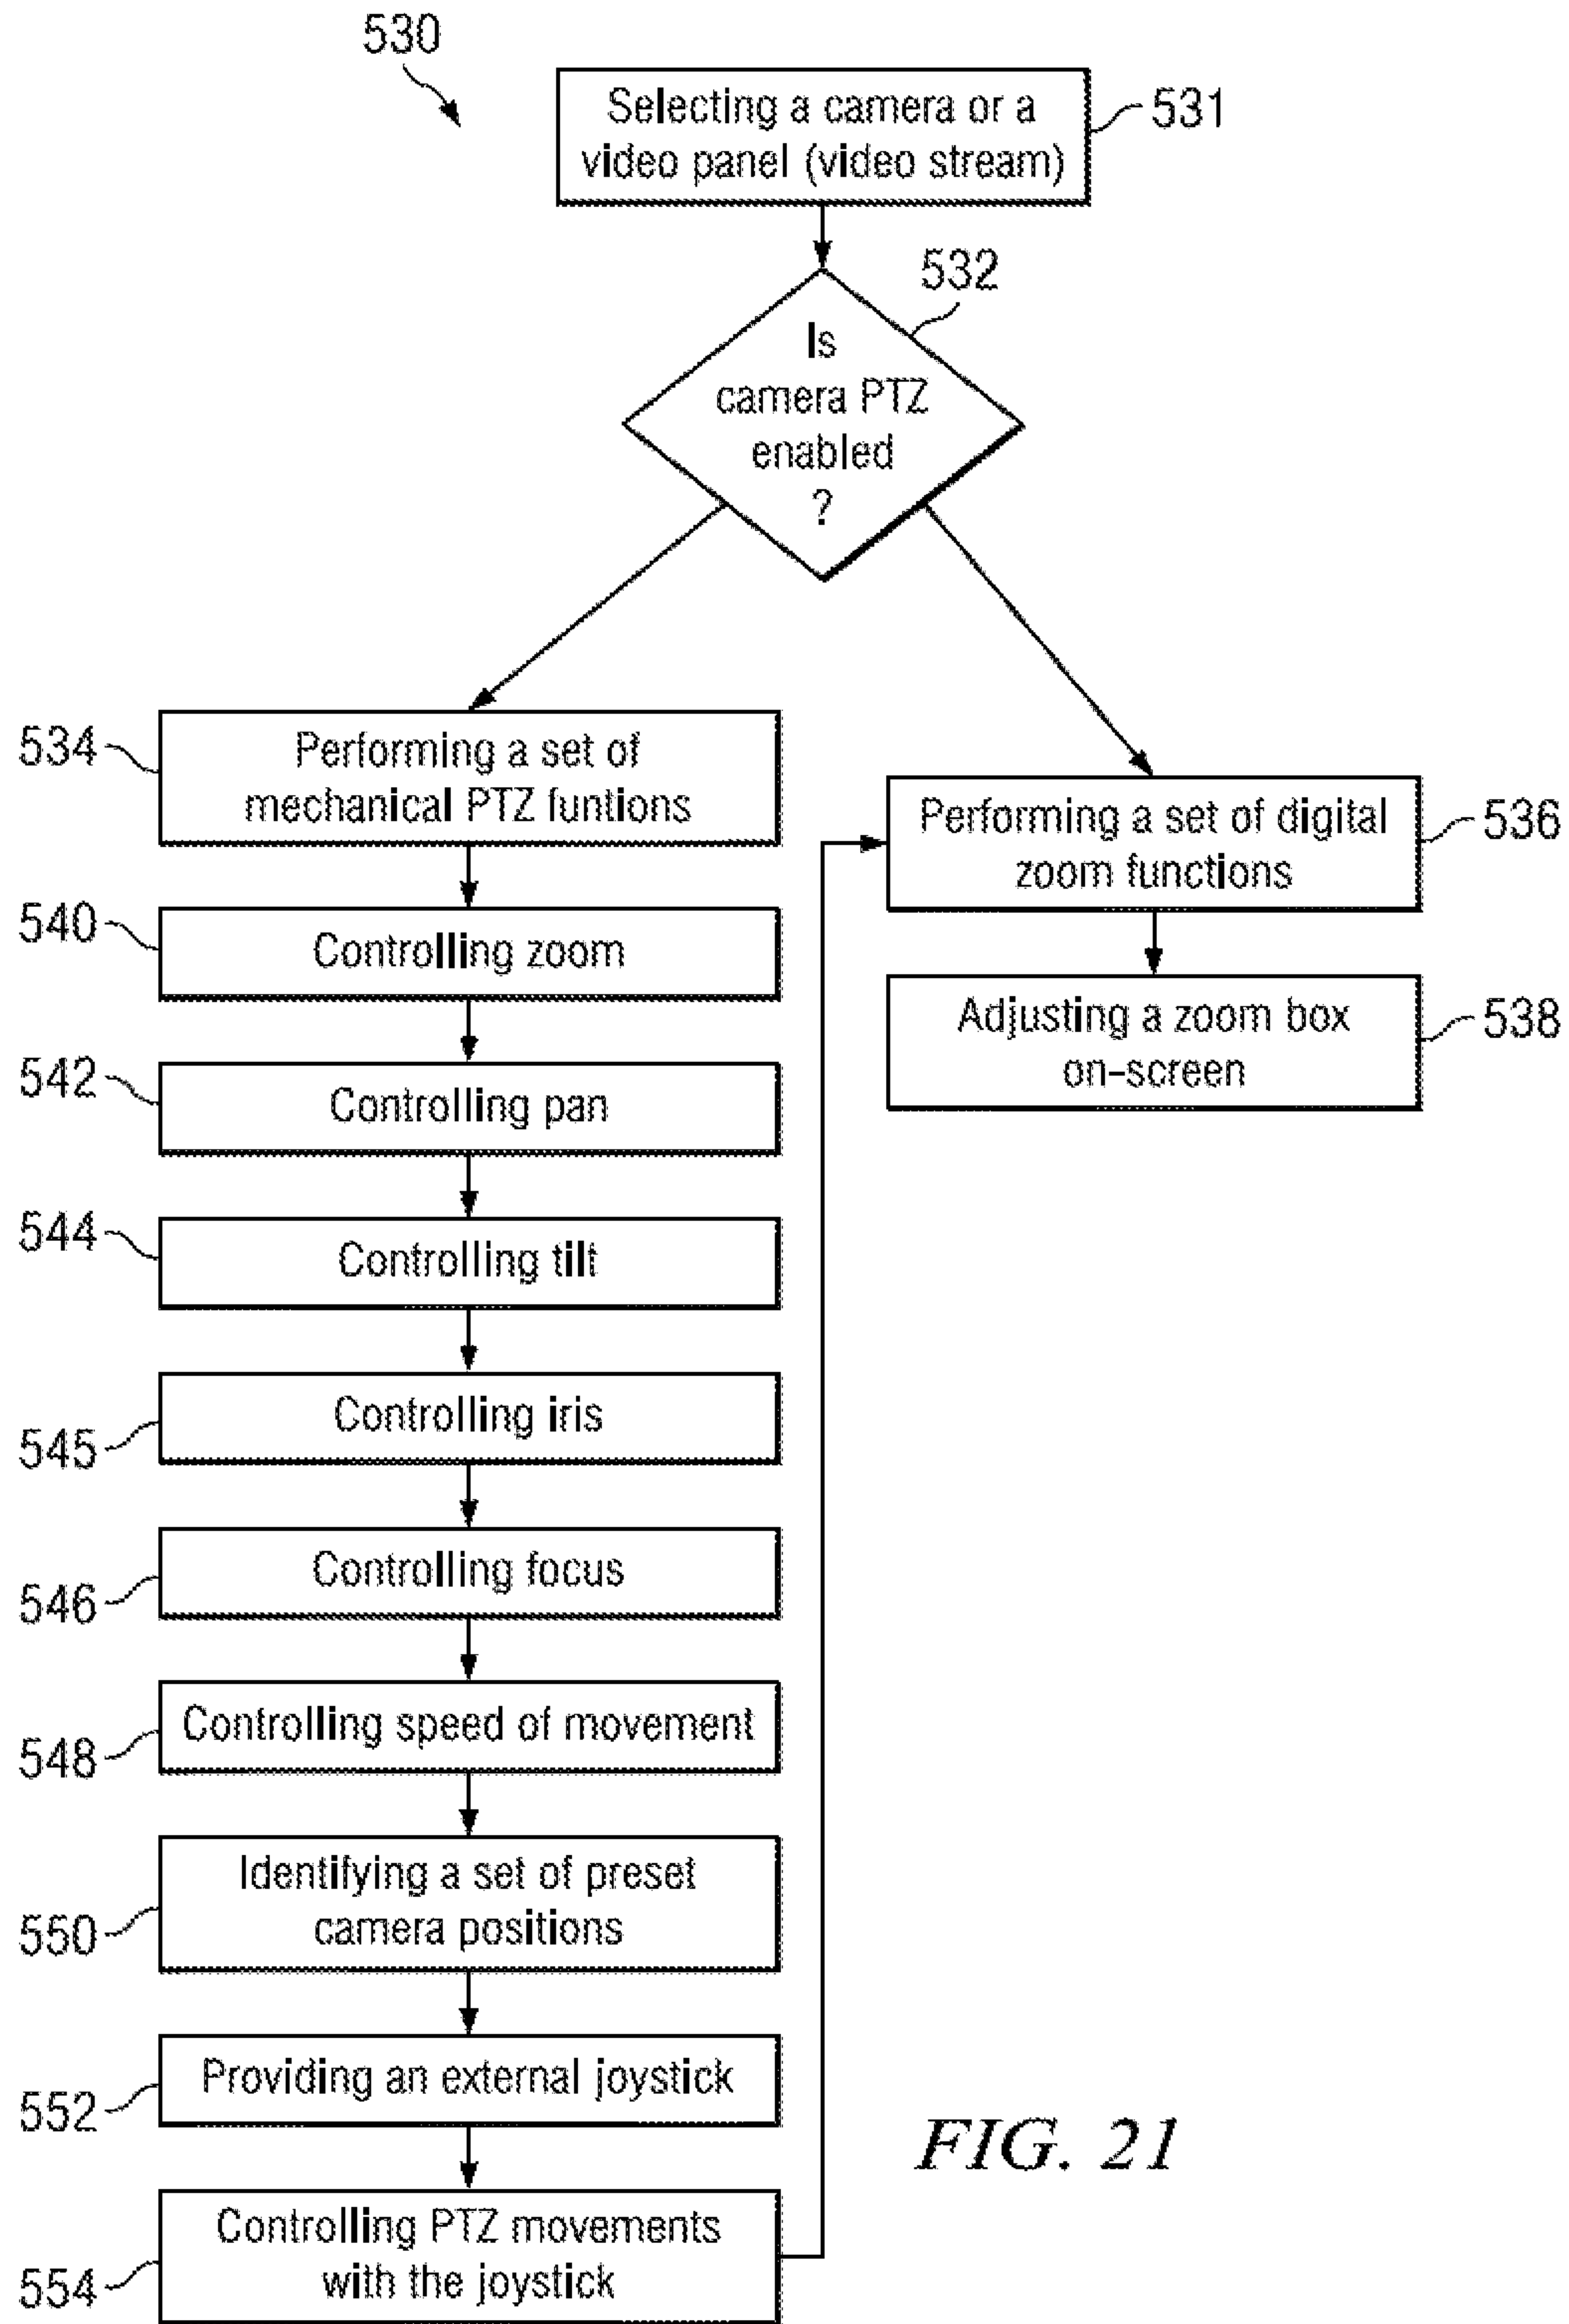 530
Selecting a camera or a
video panel (video stream)
531
532
Is
camera PTZ
enabled
?
534
Performing a set of
mechanical PTZ funtions
Performing a set of digital
zoom functions
536
540
Controlling zoom
Adjusting a zoom box
on-screen
538
542
Controlling pan
544
Controlling tilt
545
Controlling iris
546
Controlling focus
548
Controlling speed of movement
550
Identifying a set of preset
camera positions
552
Providing an external joystick
554
Controlling PTZ movements
with the joystick
FIG. 21